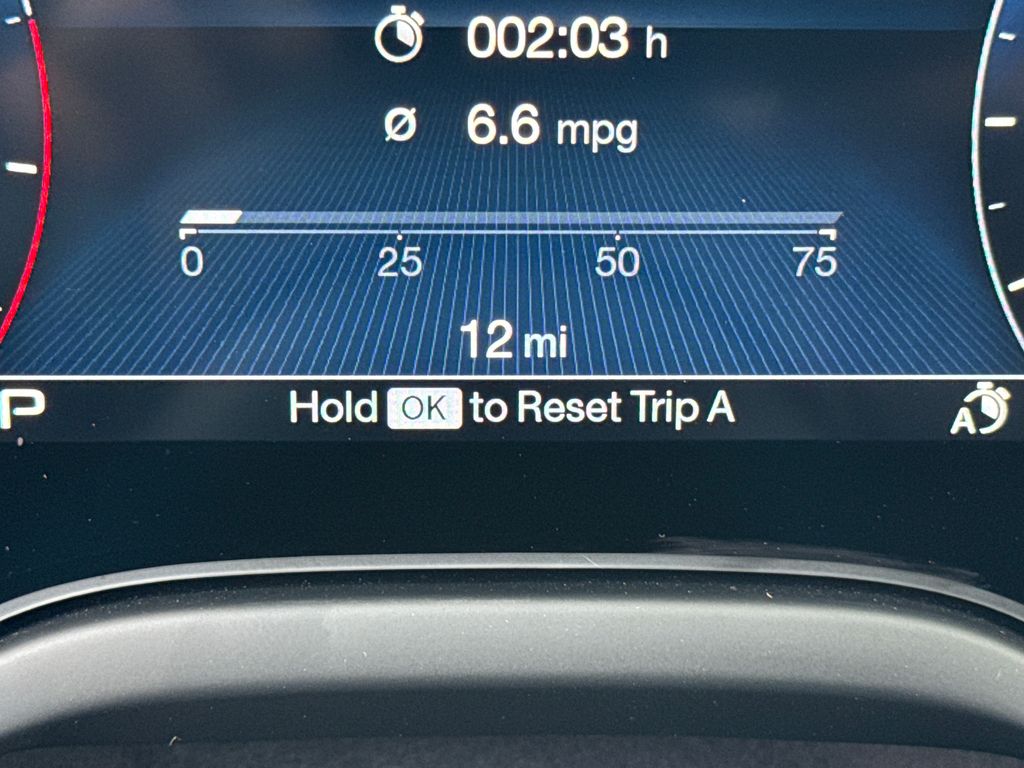 002:03 h
Ø 6.6 mpg
0 25 50 75
12 mi
P Hold OK to Reset Trip A A